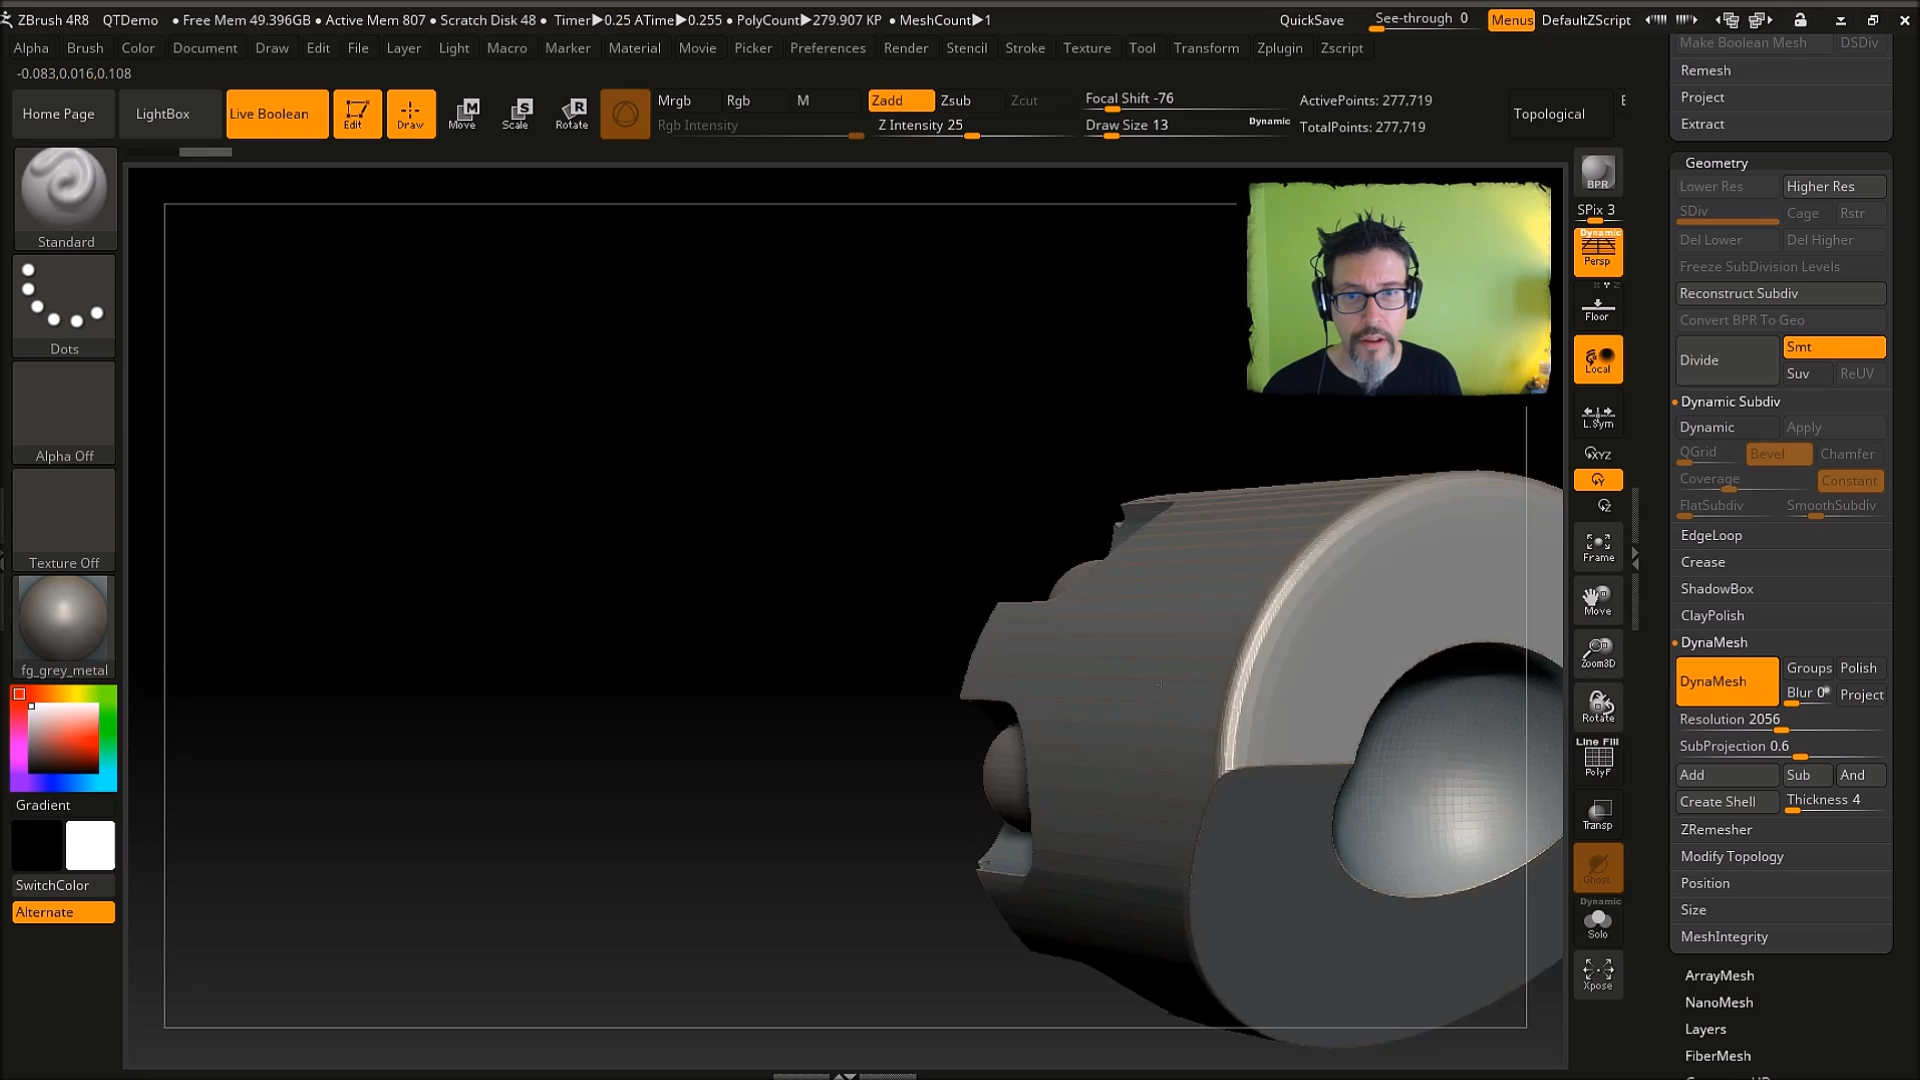 ZBrush 4R8 QTDemo • Free Mem 49.396GB • Active Mem 807 • Scratch Disk 48 • Timer▶0.25 ATime▶0.255 • PolyCount▶279.907 KP • MeshCount▶1 QuickSave See-through 0 Menus DefaultZScript
Alpha Brush Color Document Draw Edit File Layer Light Macro Marker Material Movie Picker Preferences Render Stencil Stroke Texture Tool Transform Zplugin Zscript
-0.083,0.016,0.108
Home Page LightBox Live Boolean Edit Draw Move Scale Rotate
M S R
Mrgb Rgb M Zadd Zsub Zcut Focal Shift -76 ActivePoints: 277,719
Rgb Intensity Z Intensity 25 Draw Size 13 Dynamic TotalPoints: 277,719
Topological
Standard
Dots
Alpha Off
Texture Off
fg_grey_metal
Gradient
SwitchColor
Alternate
BPR
SPix 3
Dynamic
Persp
Floor
Local
L.Sym
XYZ
Y
Z
Frame
Move
Zoom3D
Rotate
Line Fill
PolyF
Transp
Ghost
Dynamic
Solo
Xpose
Make Boolean Mesh DSDiv
Remesh
Project
Extract
Geometry
Lower Res Higher Res
SDiv Cage Rstr
Del Lower Del Higher
Freeze SubDivision Levels
Reconstruct Subdiv
Convert BPR To Geo
Divide Smt
Suv ReUV
Dynamic Subdiv
Dynamic Apply
QGrid Bevel Chamfer
Coverage Constant
FlatSubdiv SmoothSubdiv
EdgeLoop
Crease
ShadowBox
ClayPolish
DynaMesh
DynaMesh Groups Polish
Blur 0 Project
Resolution 2056
SubProjection 0.6
Add Sub And
Create Shell Thickness 4
ZRemesher
Modify Topology
Position
Size
MeshIntegrity
ArrayMesh
NanoMesh
Layers
FiberMesh